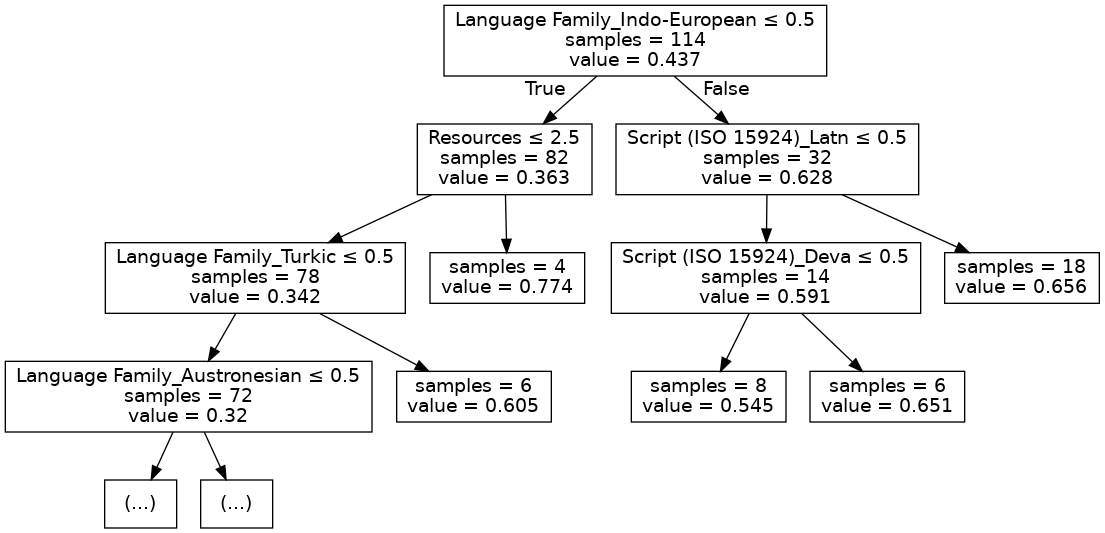 Language Family_Indo-European ≤ 0.5
samples = 114
value = 0.437
True
False
Resources ≤ 2.5
samples = 82
value = 0.363
Script (ISO 15924)_Latn ≤ 0.5
samples = 32
value = 0.628
Language Family_Turkic ≤ 0.5
samples = 78
value = 0.342
samples = 4
value = 0.774
Script (ISO 15924)_Deva ≤ 0.5
samples = 14
value = 0.591
samples = 18
value = 0.656
Language Family_Austronesian ≤ 0.5
samples = 72
value = 0.32
samples = 6
value = 0.605
samples = 8
value = 0.545
samples = 6
value = 0.651
(...)
(...)